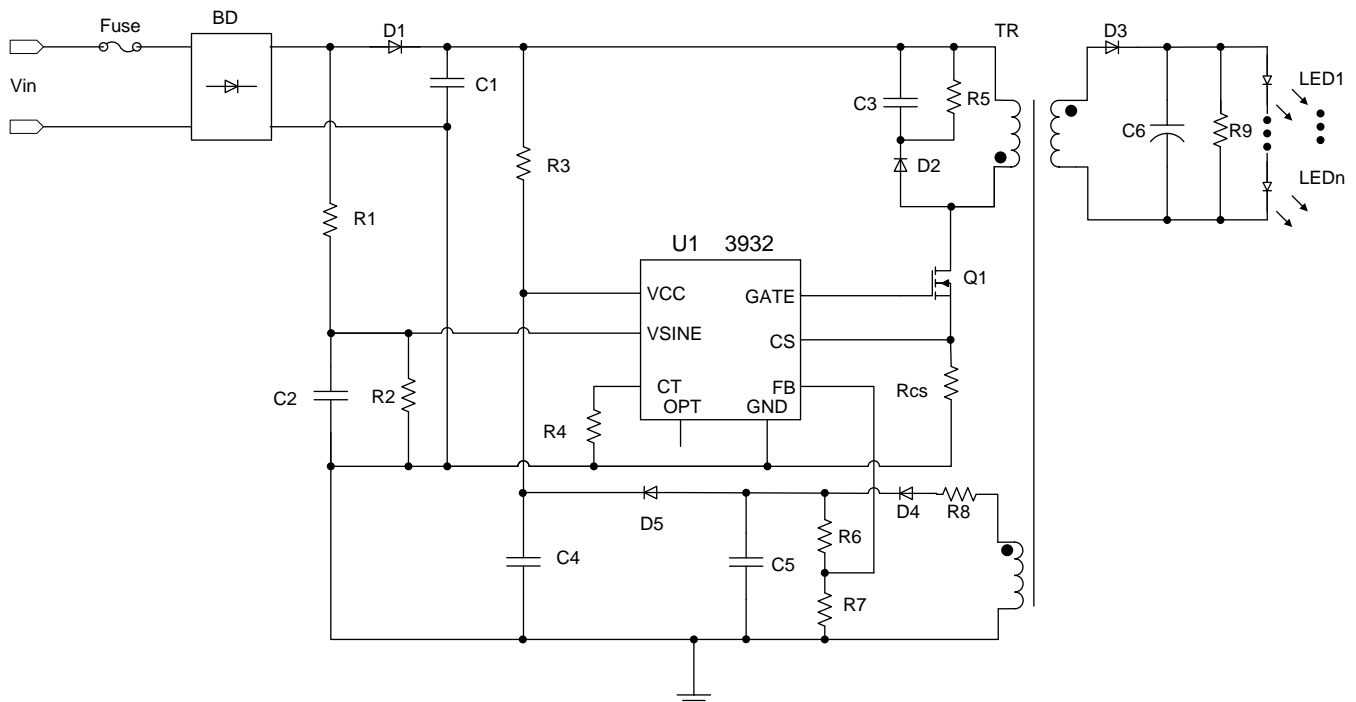 Fuse
BD
D1
TR
D3
Vin
C1
C3
R5
LED1
C6
R9
R3
D2
LEDn
R1
U1 3932
VCC
GATE
Q1
VSINE
CS
C2
R2
CT
FB
Rcs
OPT
GND
R4
D5
D4
R8
R6
C4
C5
R7